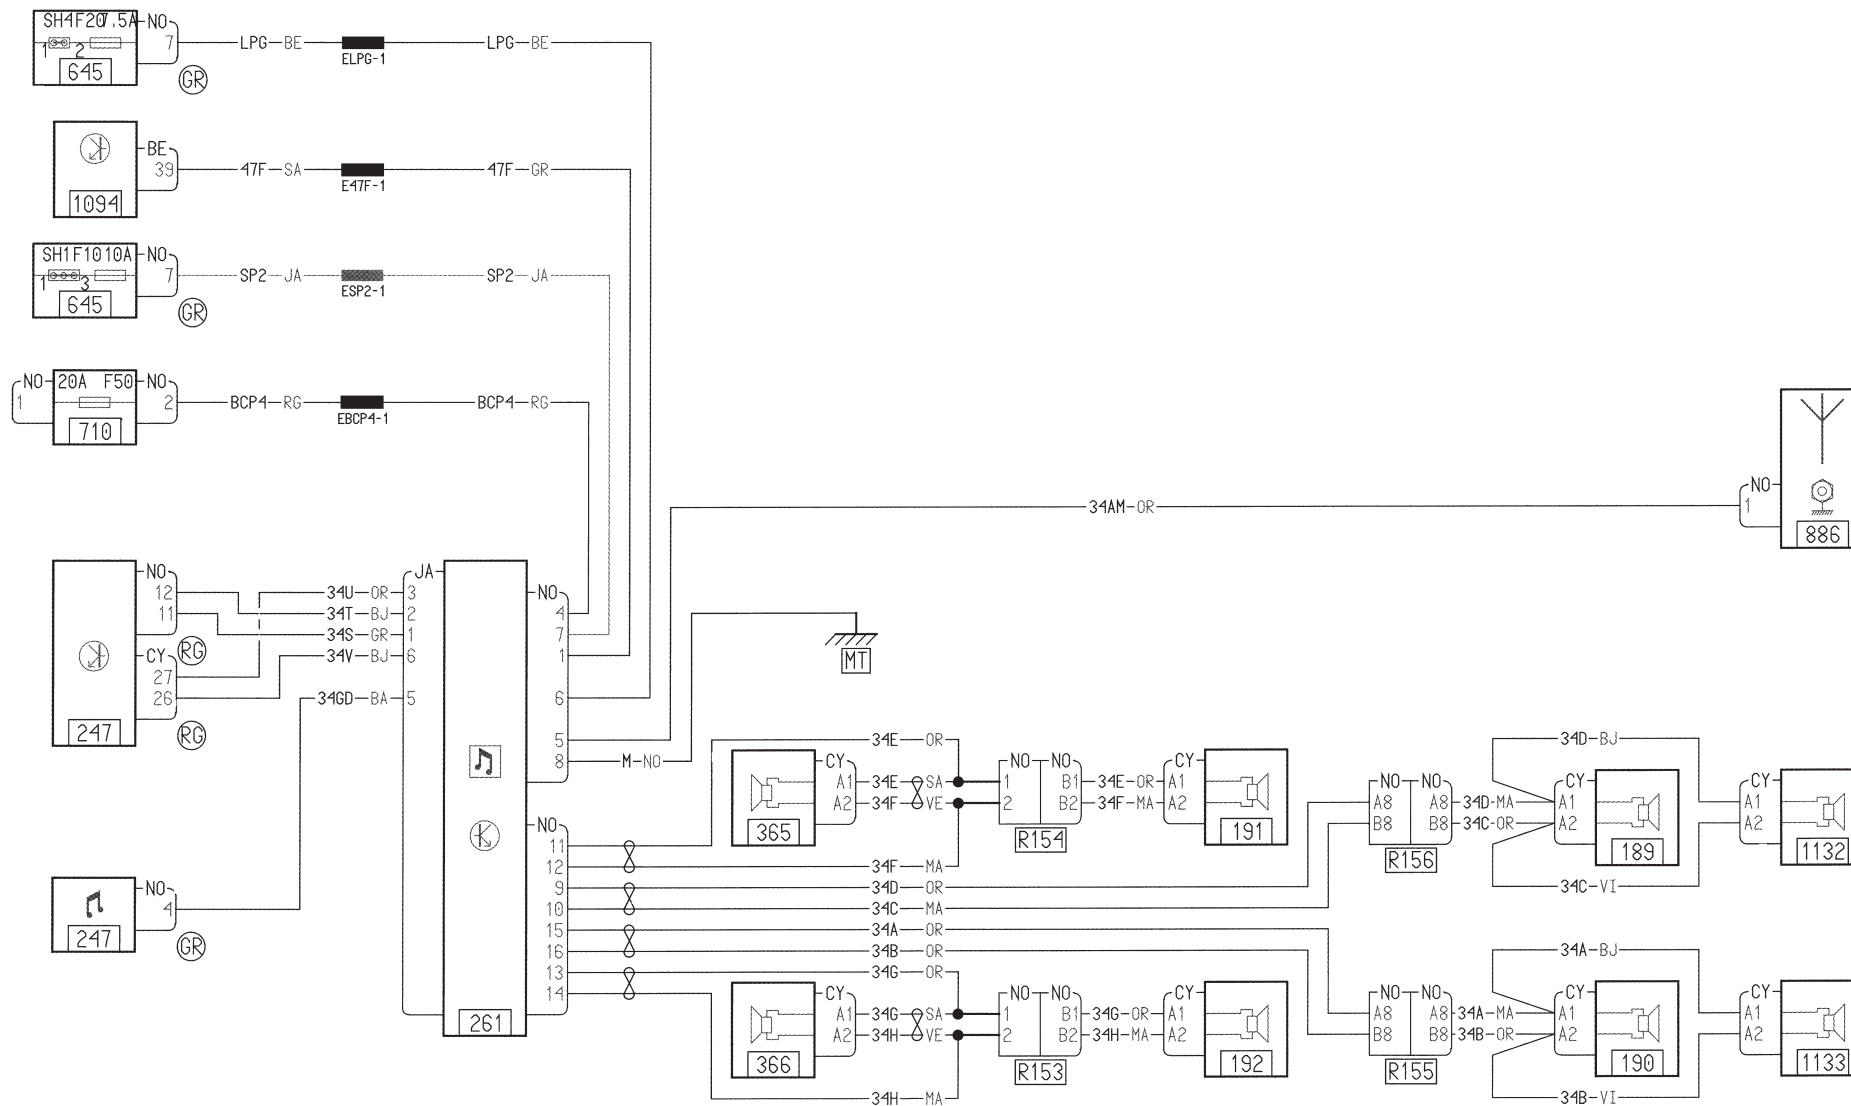 SH4F20 7.5A NO
7 LPG BE LPG BE
1 2
ELPG-1
645
GR
BE
39 47F SA 47F GR
E47F-1
1094
SH1F10 10A NO
7 SP2 JA SP2 JA
1 3
ESP2-1
645
GR
NO 20A F50 NO
1 2 BCP4 RG BCP4 RG
EBCP4-1
710
NO
1 34AM OR
886
NO
12
11
CY
27
26
RG
RG
247
JA
34U OR 3
34T BJ 2
34S GR 1
34V BJ 6
34GD BA 5
NO
4
7
1
6
5
8 M NO
MT
NO
4
247
GR
261
NO
11 34E OR
12 34F MA
9 34D OR
10 34C MA
15 34A OR
16 34B OR
13 34G OR
14 34H MA
CY
A1 34E SA
A2 34F VE
365
NO NO
1 B1 34E OR
2 B2 34F MA
R154
CY
A1
A2
191
NO NO
A8 A8 34D MA
B8 B8 34C OR
R156
34D BJ
CY
A1
A2
189
34C VI
CY
A1
A2
1132
CY
A1 34G SA
A2 34H VE
366
NO NO
1 B1 34G OR
2 B2 34H MA
R153
CY
A1
A2
192
NO NO
A8 A8 34A MA
B8 B8 34B OR
R155
34A BJ
CY
A1
A2
190
34B VI
CY
A1
A2
1133